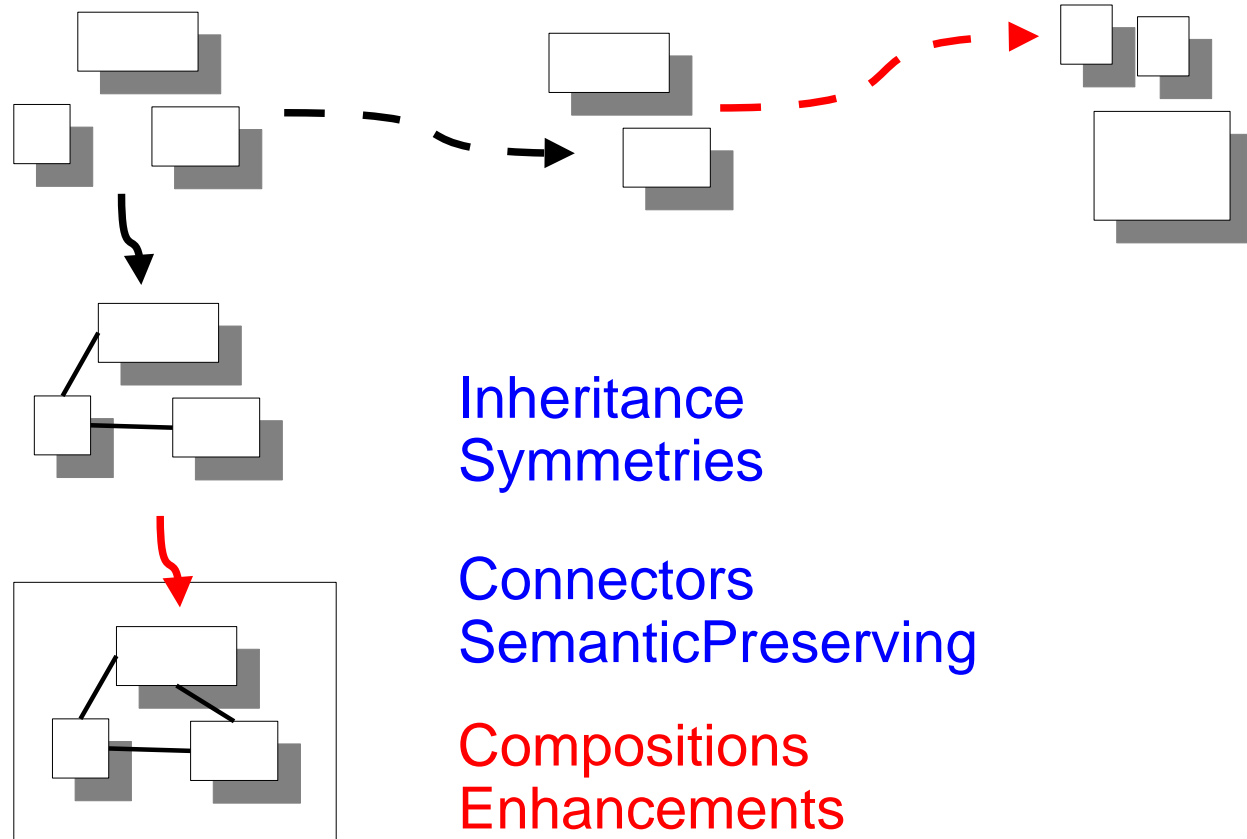 Inheritance
Symmetries
Connectors
SemanticPreserving
Compositions
Enhancements